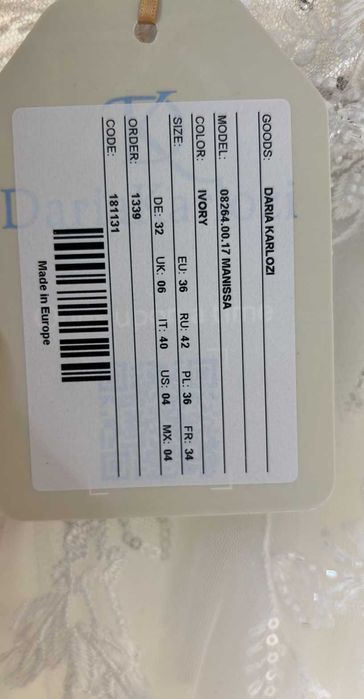 GOODS: DARIA KARLOZI
MODEL: 08264.00.17 MANISSA
COLOR: IVORY
SIZE: EU: 36 RU: 42 PL: 36 FR: 34
DE: 32 UK: 06 IT: 40 US: 04 MX: 04
ORDER: 1339
CODE: 181131
Made in Europe